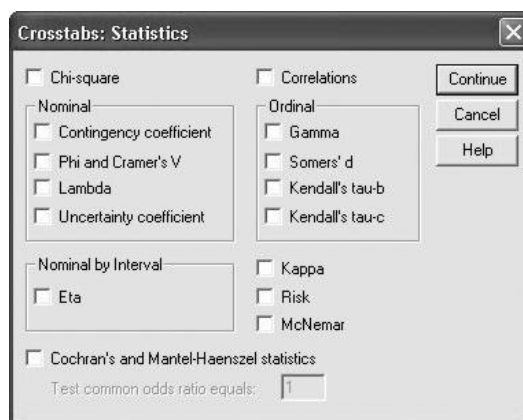 Crosstabs: Statistics
Chi-square
Correlations
Continue
Nominal
Ordinal
Cancel
Contingency coefficient
Gamma
Phi and Cramer's V
Somers' d
Help
Lambda
Kendall's tau-b
Uncertainty coefficient
Kendall's tau-c
Nominal by Interval
Kappa
Eta
Risk
McNemar
Cochran's and Mantel-Haenszel statistics
Test common odds ratio equals: 1